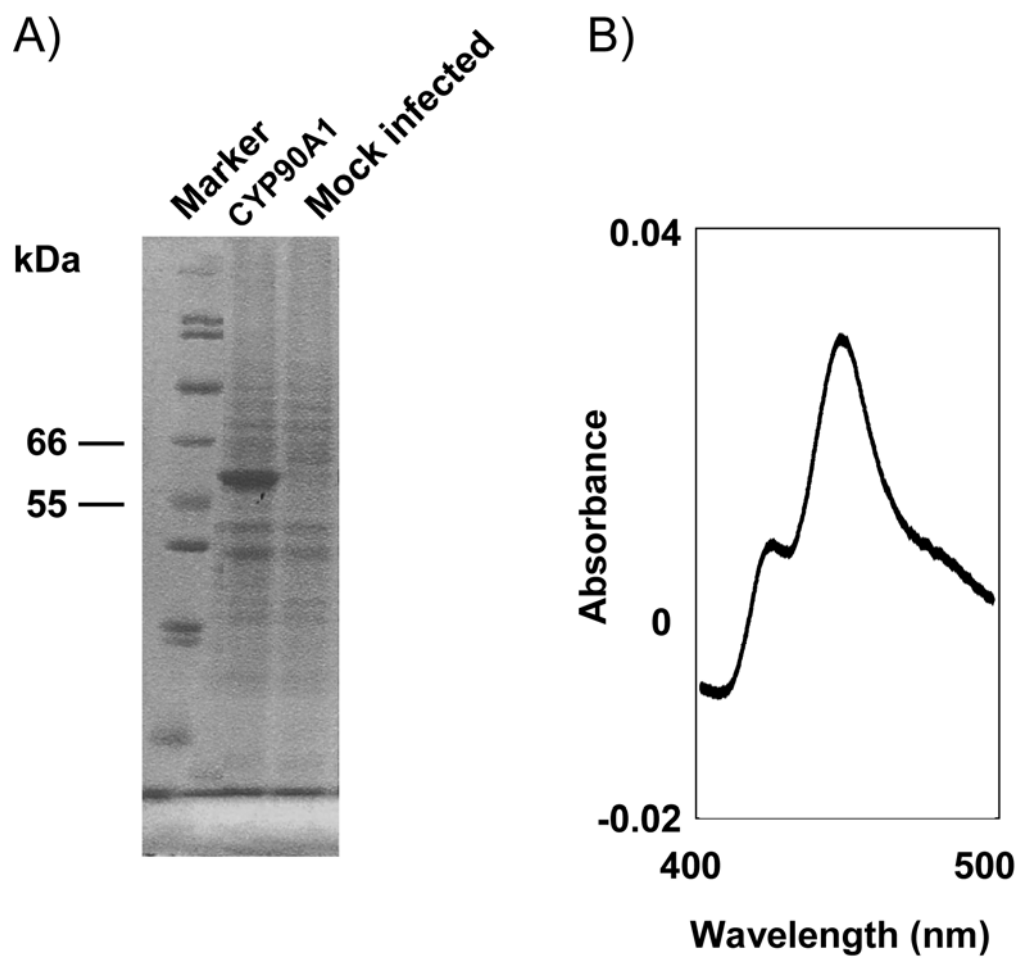 A)
B)
Marker
CYP90A1
Mock infected
kDa
66
55
0.04
0
-0.02
Absorbance
400
500
Wavelength (nm)